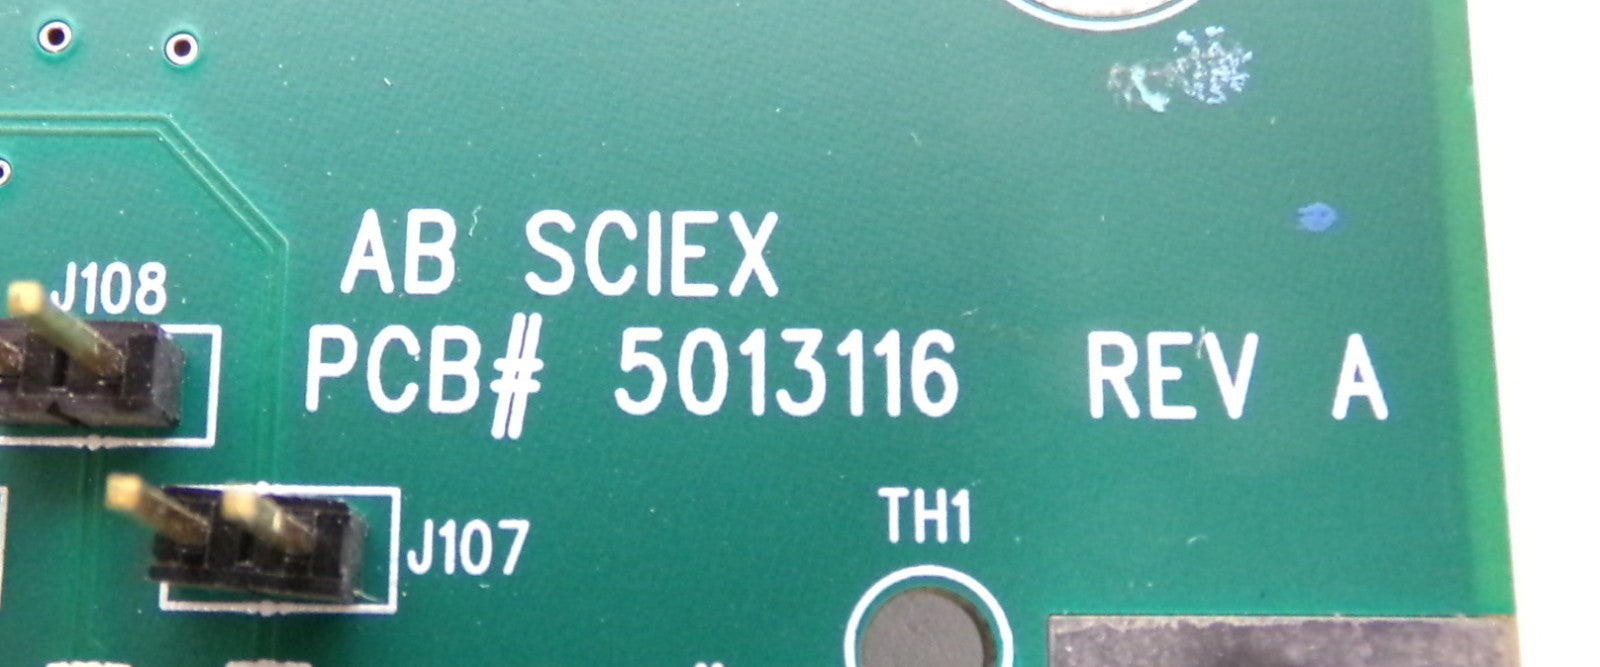 AB SCIEX
J108
PCB# 5013116 REV A
TH1
J107